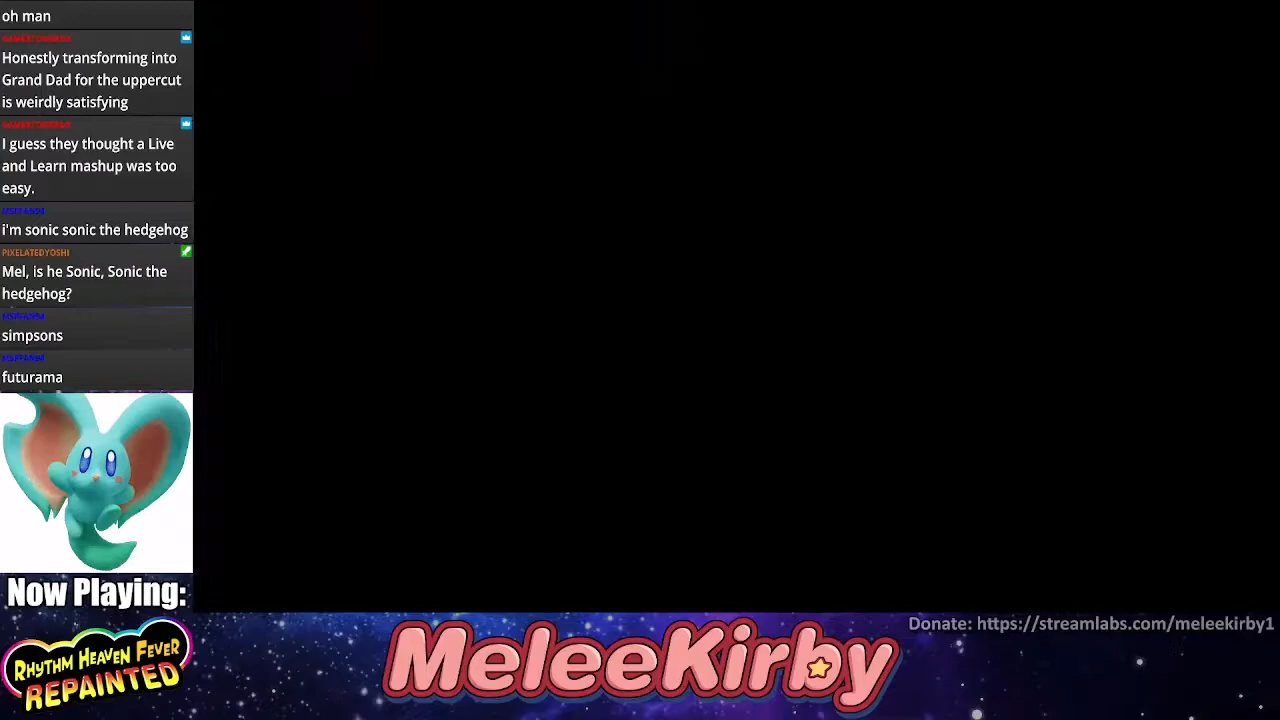 oh man
Honestly transforming into
Grand Dad for the uppercut
is weirdly satisfying
I guess they thought a Live
and Learn mashup was too
easy.
i'm sonic sonic the hedgehog
PIXELATEDYOSHI
Mel, is he Sonic, Sonic the
hedgehog?
simpsons
futurama
Now Playing:
RHYTHM HEAVEN FEVER
REPAINTED
MeleeKirby
Donate: https://streamlabs.com/meleekirby1